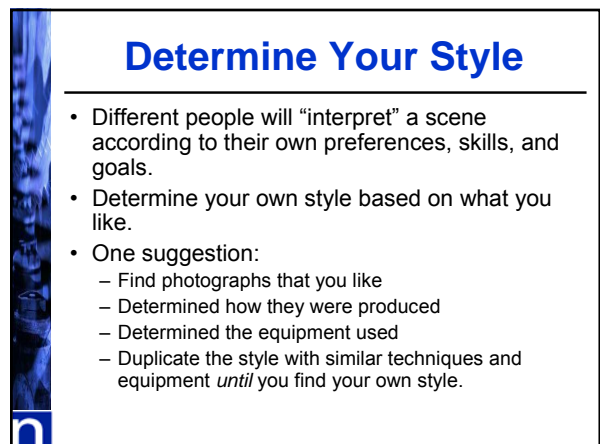 Determine Your Style
• Different people will “interpret” a scene
according to their own preferences, skills, and
goals.
• Determine your own style based on what you
like.
• One suggestion:
– Find photographs that you like
– Determined how they were produced
– Determined the equipment used
– Duplicate the style with similar techniques and
equipment until you find your own style.
n